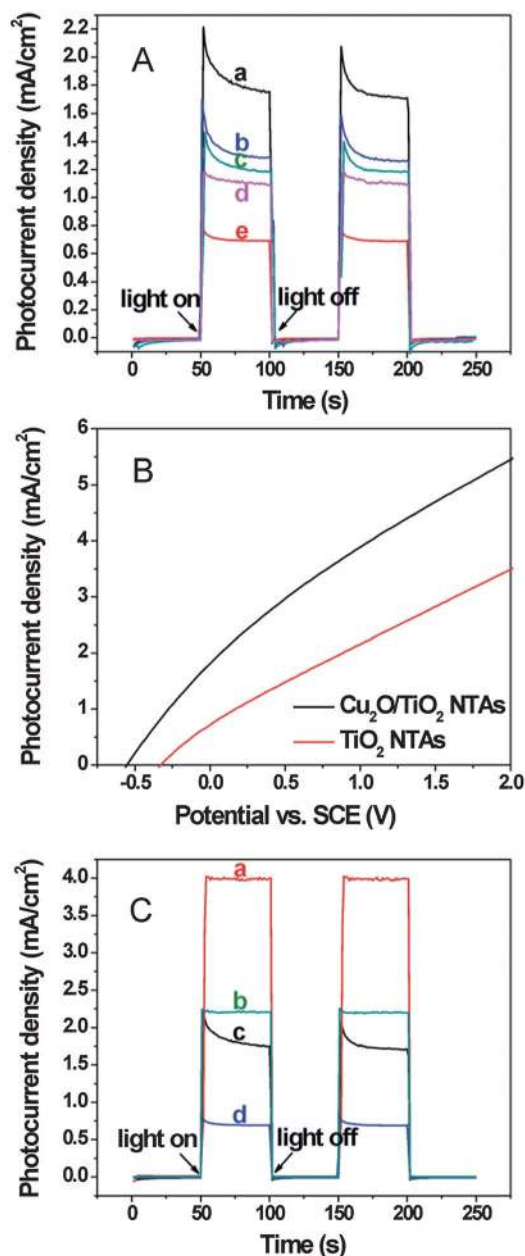 A
Photocurrent density (mA/cm²)
2.2
2.0
1.8
1.6
1.4
1.2
1.0
0.8
0.6
0.4
0.2
0.0
a
b
c
d
e
light on
light off
0 50 100 150 200 250
Time (s)
B
Photocurrent density (mA/cm²)
6
5
4
3
2
1
0
Cu₂O/TiO₂ NTAs
TiO₂ NTAs
-0.5 0.0 0.5 1.0 1.5 2.0
Potential vs. SCE (V)
C
Photocurrent density (mA/cm²)
4.0
3.5
3.0
2.5
2.0
1.5
1.0
0.5
0.0
a
b
c
d
light on
light off
0 50 100 150 200 250
Time (s)